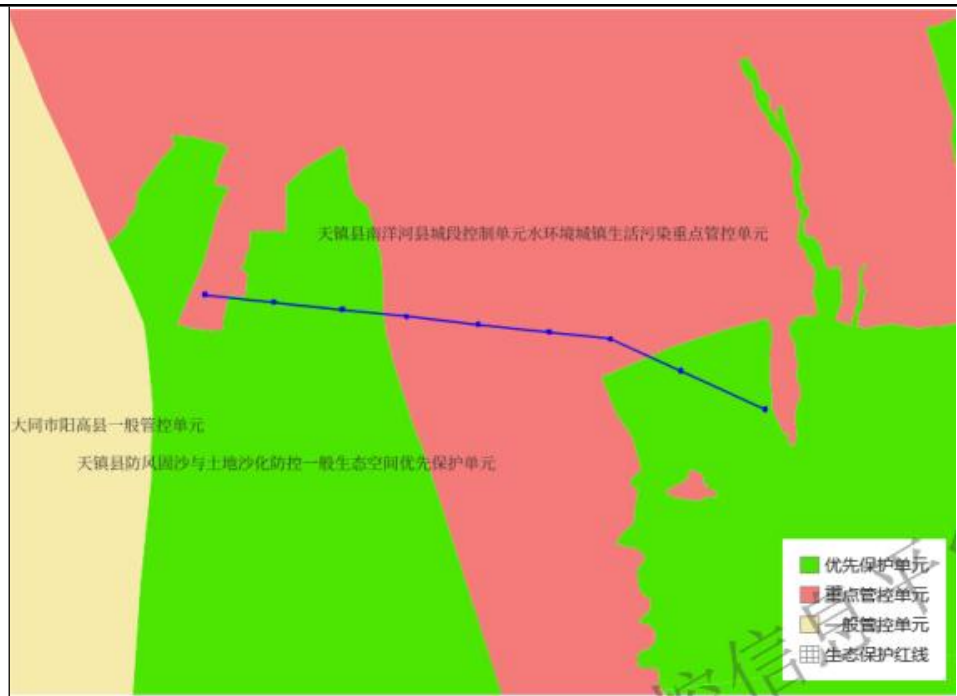 天镇县南洋河县城段控制单元水环境城镇生活污染重点管控单元
大同市阳高县一般管控单元
天镇县防风固沙与土地沙化防控一般生态空间优先保护单元
优先保护单元
重点管控单元
一般管控单元
生态保护红线
控信息平